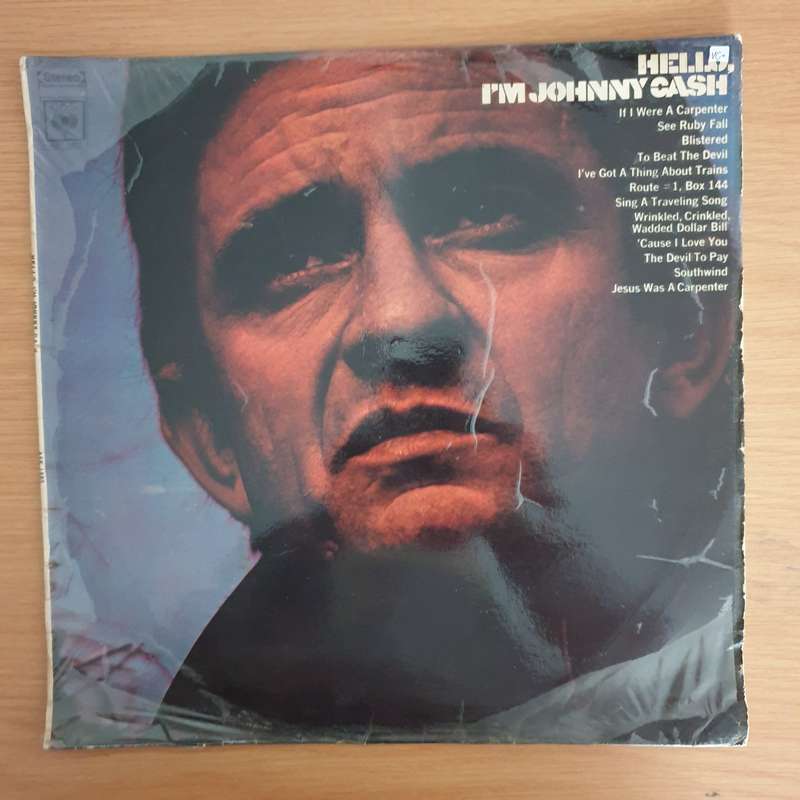 Stereo
HELLO,
I'M JOHNNY CASH
If I Were A Carpenter
See Ruby Fall
Blistered
To Beat The Devil
I've Got A Thing About Trains
Route #1, Box 144
Sing A Traveling Song
Wrinkled, Crinkled,
Wadded Dollar Bill
'Cause I Love You
The Devil To Pay
Southwind
Jesus Was A Carpenter